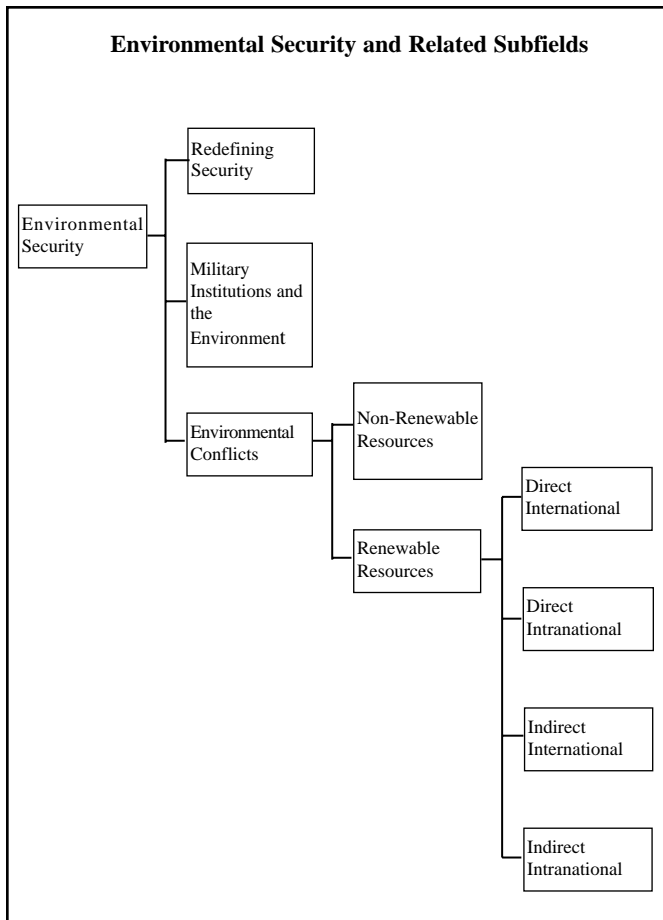 Environmental Security and Related Subfields
Redefining
Security
Environmental
Security
Military
Institutions and
the
Environment
Environmental
Conflicts
Non-Renewable
Resources
Renewable
Resources
Direct
International
Direct
Intranational
Indirect
International
Indirect
Intranational